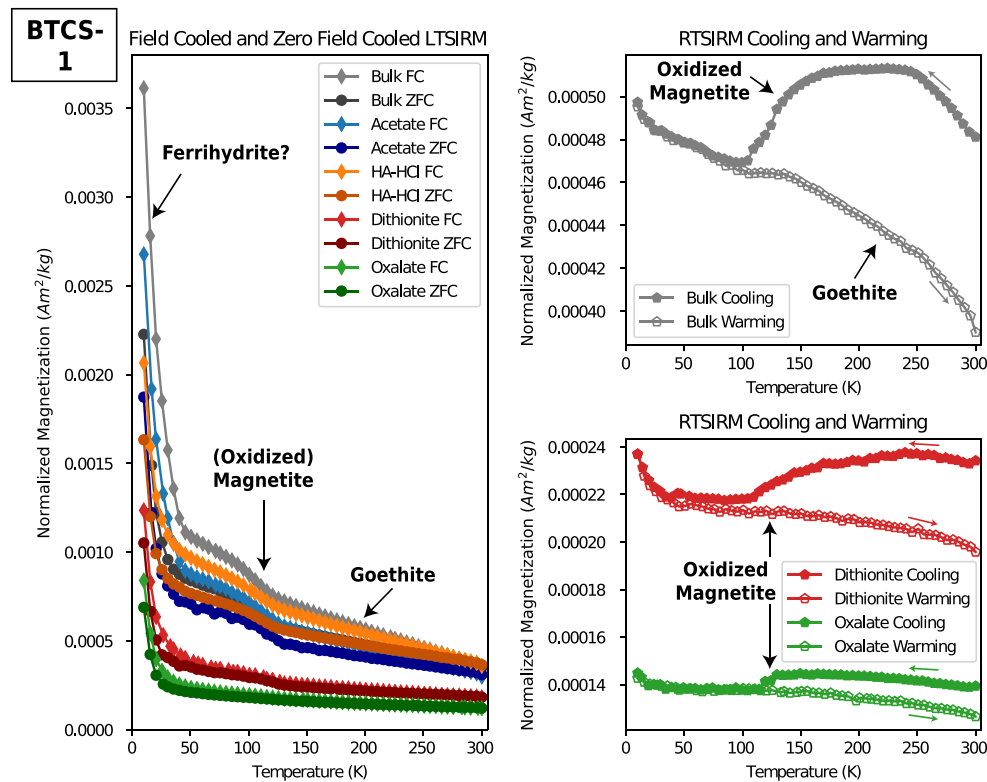 BTCS-
1
Field Cooled and Zero Field Cooled LTSIRM
Normalized Magnetization (Am²/kg)
0.0035
0.0030
0.0025
0.0020
0.0015
0.0010
0.0005
0.0000
0 50 100 150 200 250 300
Temperature (K)
Bulk FC
Bulk ZFC
Acetate FC
Acetate ZFC
HA-HCl FC
HA-HCl ZFC
Dithionite FC
Dithionite ZFC
Oxalate FC
Oxalate ZFC
Ferrihydrite?
(Oxidized)
Magnetite
Goethite
RTSIRM Cooling and Warming
Normalized Magnetization (Am²/kg)
0.00050
0.00048
0.00046
0.00044
0.00042
0.00040
0 50 100 150 200 250 300
Temperature (K)
Oxidized
Magnetite
Goethite
Bulk Cooling
Bulk Warming
RTSIRM Cooling and Warming
Normalized Magnetization (Am²/kg)
0.00024
0.00022
0.00020
0.00018
0.00016
0.00014
0 50 100 150 200 250 300
Temperature (K)
Oxidized
Magnetite
Dithionite Cooling
Dithionite Warming
Oxalate Cooling
Oxalate Warming